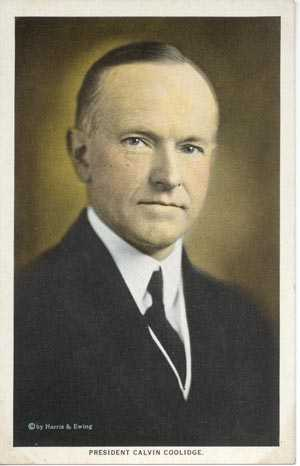 ©by Harris & Ewing
PRESIDENT CALVIN COOLIDGE.